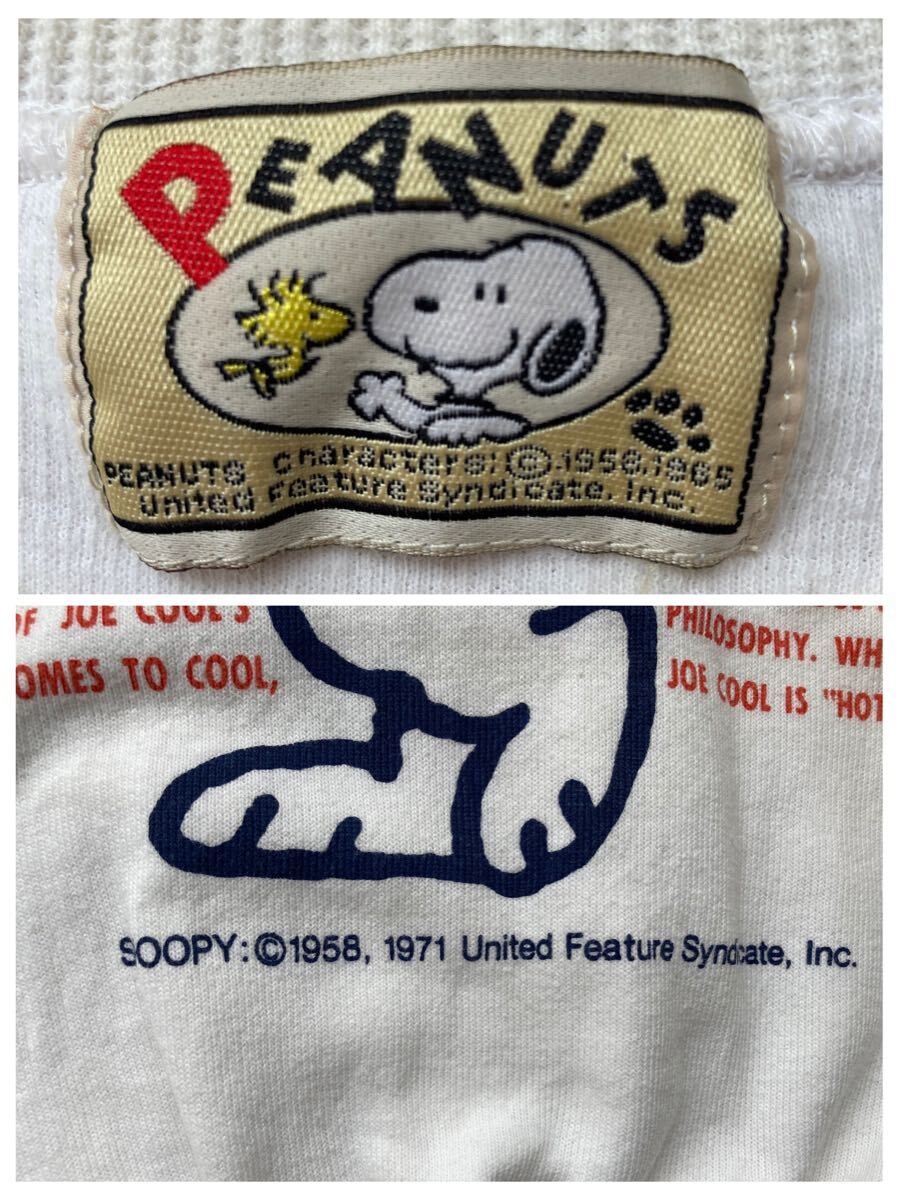 PEANUTS
PEANUTS characters: © 1958, 1965
United Feature Syndicate, Inc.
OF JOE COOL'S
OMES TO COOL,
PHILOSOPHY. WH
JOE COOL IS "HOT
SOOPY: © 1958, 1971 United Feature Syndicate, Inc.